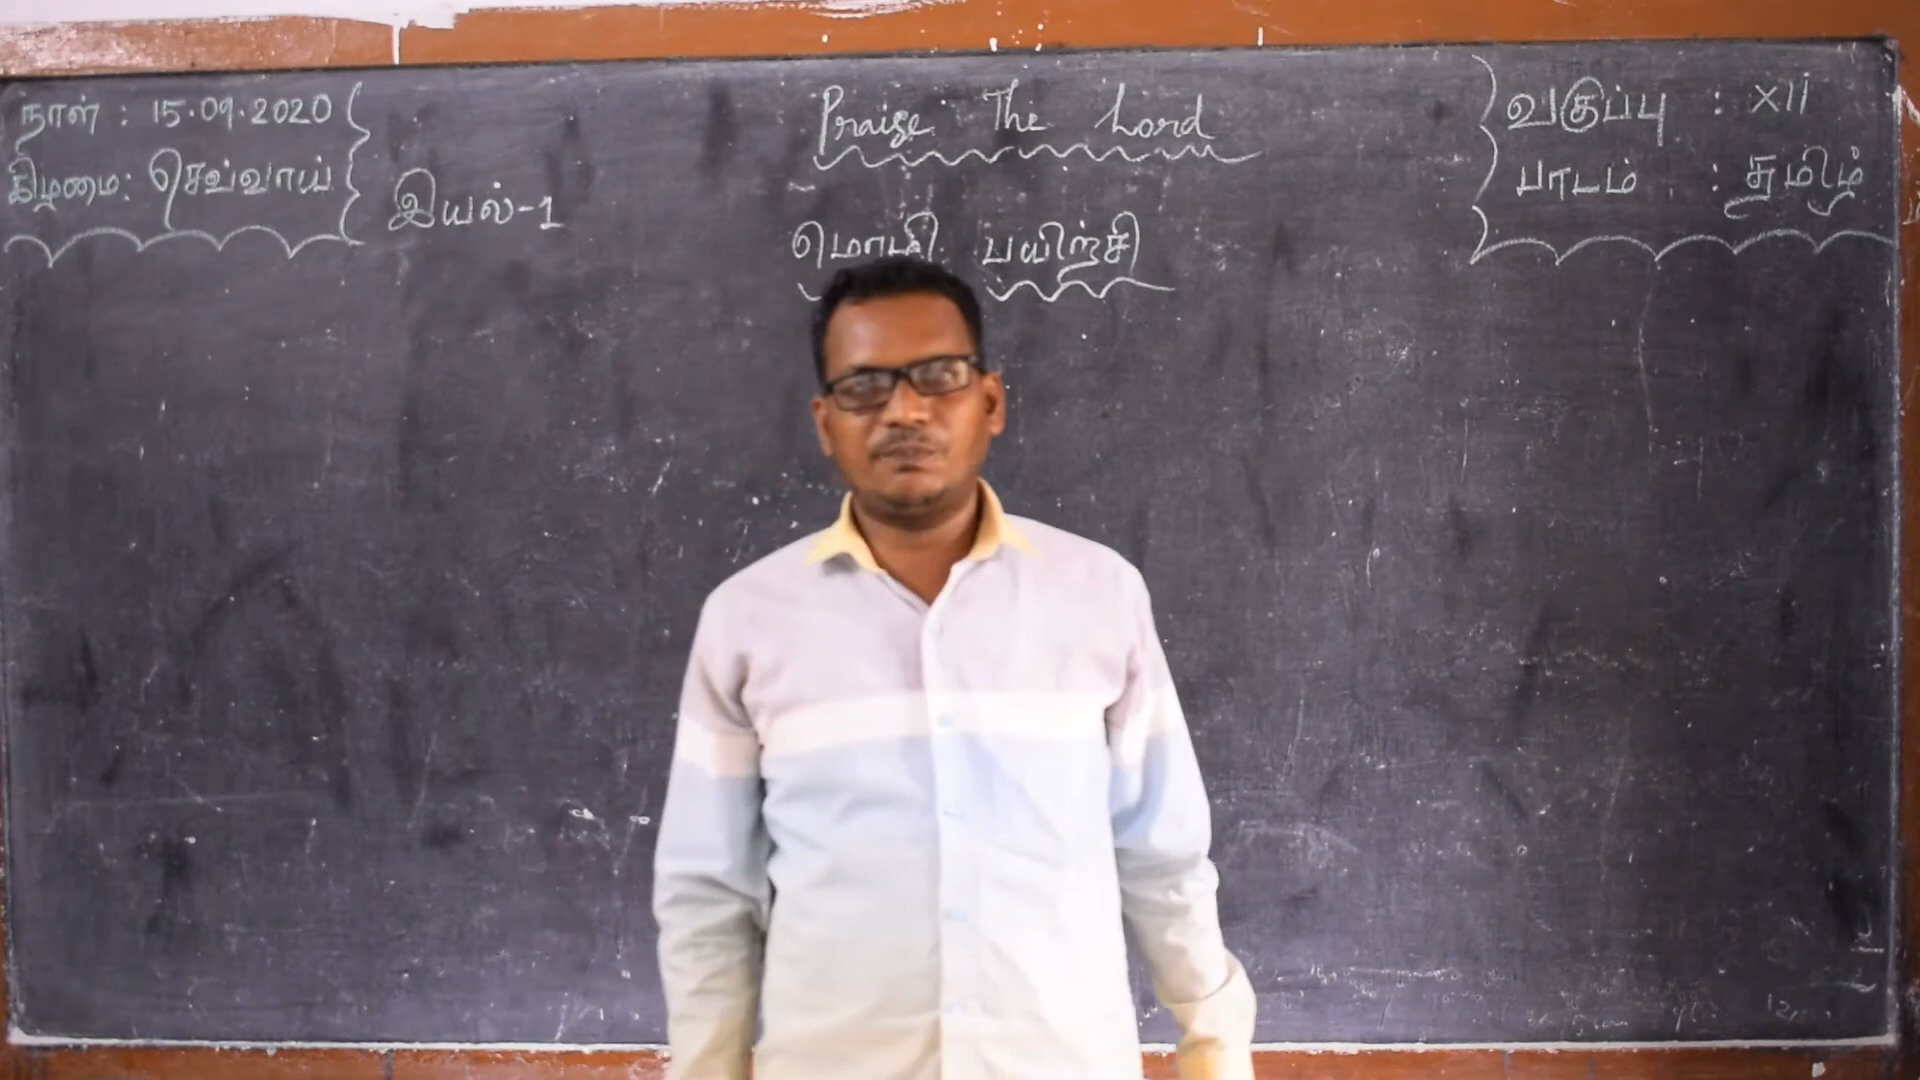 நாள் : 15.09.2020
கிழமை: செவ்வாய்
இயல்-1
Praise The Lord
மொழி பயிற்சி
வகுப்பு : XII
பாடம் : தமிழ்